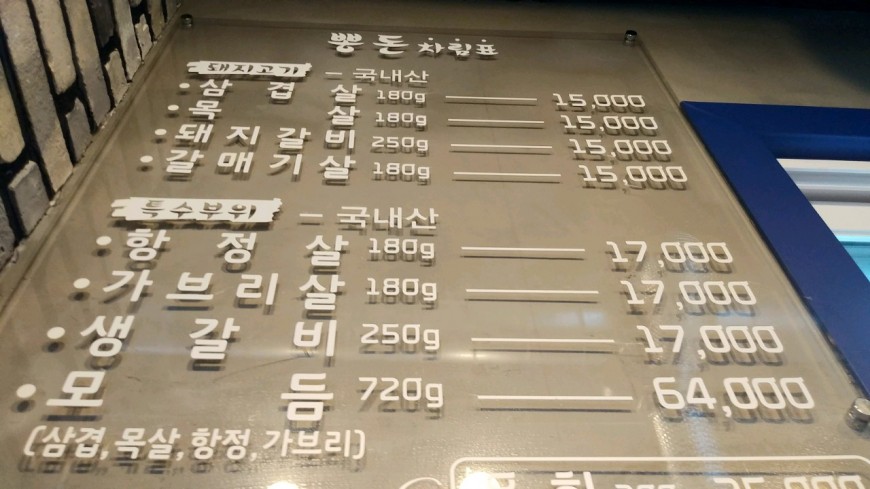 뽕돈 차림표
돼지고기 - 국내산
• 삼겹살 180g 15,000
• 목살 180g 15,000
• 돼지갈비 250g 15,000
• 갈매기살 180g 15,000
특수부위 - 국내산
• 항정살 180g 17,000
• 가브리살 180g 17,000
• 생갈비 250g 17,000
• 모듬 720g 64,000
(삼겹, 목살, 항정, 가브리)